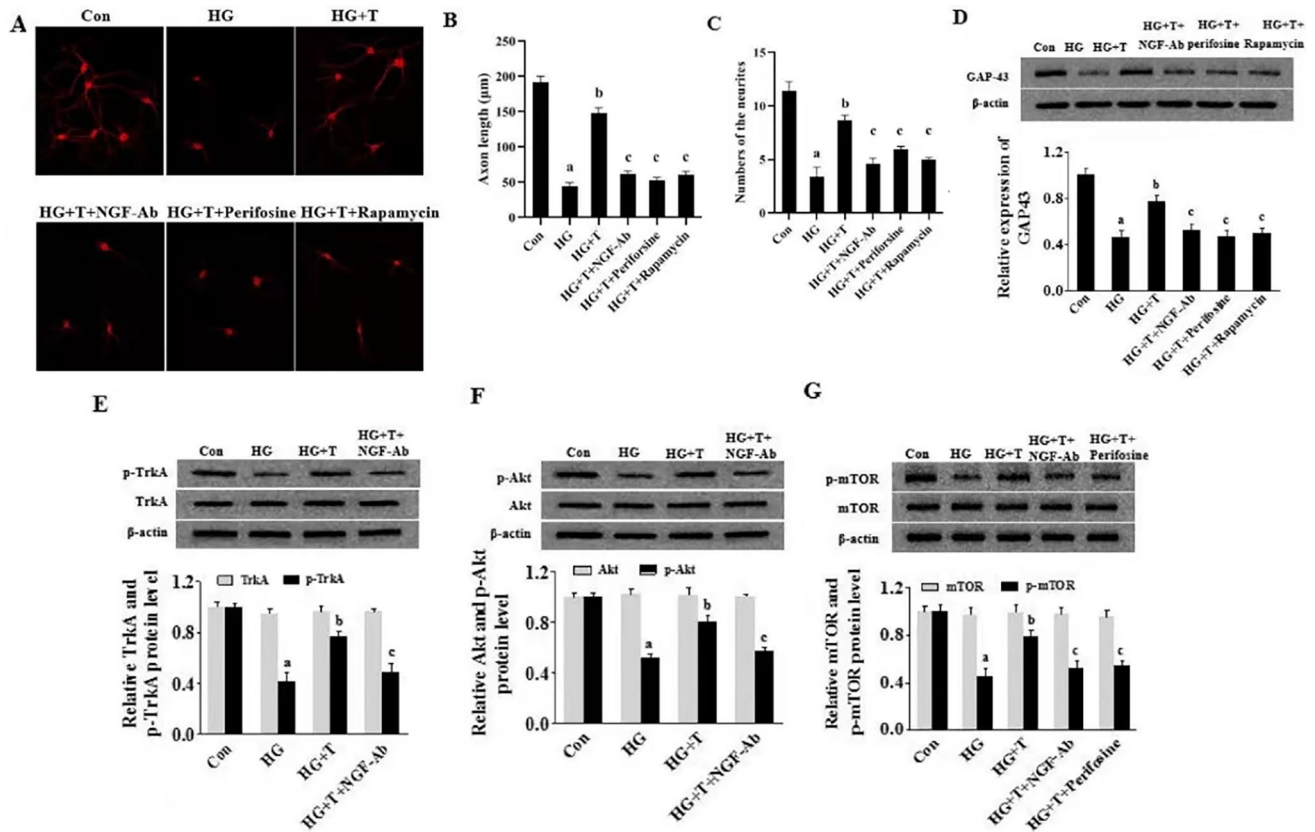 A
Con
HG
HG+T
HG+T+NGF-Ab
HG+T+Perifosine
HG+T+Rapamycin
B
Axon length (μm)
250
200
150
100
50
0
a
b
c
c
c
Con
HG
HG+T
HG+T+NGF-Ab
HG+T+Periforsine
HG+T+Rapamycin
C
Numbers of the neurites
15
10
5
0
a
b
c
c
c
Con
HG
HG+T
HG+T+NGF-Ab
HG+T+Periforsine
HG+T+Rapamycin
D
Con
HG
HG+T
HG+T+
NGF-Ab
HG+T+
perifosine
HG+T+
Rapamycin
GAP-43
β-actin
Relative expression of
GAP43
1.2
0.8
0.4
0.0
a
b
c
c
c
Con
HG
HG+T
HG+T+NGF-Ab
HG+T+Perifosine
HG+T+Rapamycin
E
Con
HG
HG+T
HG+T+
NGF-Ab
p-TrkA
TrkA
β-actin
TrkA
p-TrkA
Relative TrkA and
p-TrkA protein level
1.2
0.8
0.4
0.0
a
b
c
Con
HG
HG+T
HG+T+NGF-Ab
F
Con
HG
HG+T
HG+T+
NGF-Ab
p-Akt
Akt
β-actin
Akt
p-Akt
Relative Akt and p-Akt
protein level
1.2
0.8
0.4
0.0
a
b
c
Con
HG
HG+T
HG+T+NGF-Ab
G
Con
HG
HG+T
HG+T+
NGF-Ab
HG+T+
Perifosine
p-mTOR
mTOR
β-actin
mTOR
p-mTOR
Relative mTOR and
p-mTOR protein level
1.2
0.8
0.4
0.0
a
b
c
c
Con
HG
HG+T
HG+T+NGF-Ab
HG+T+Perifosine